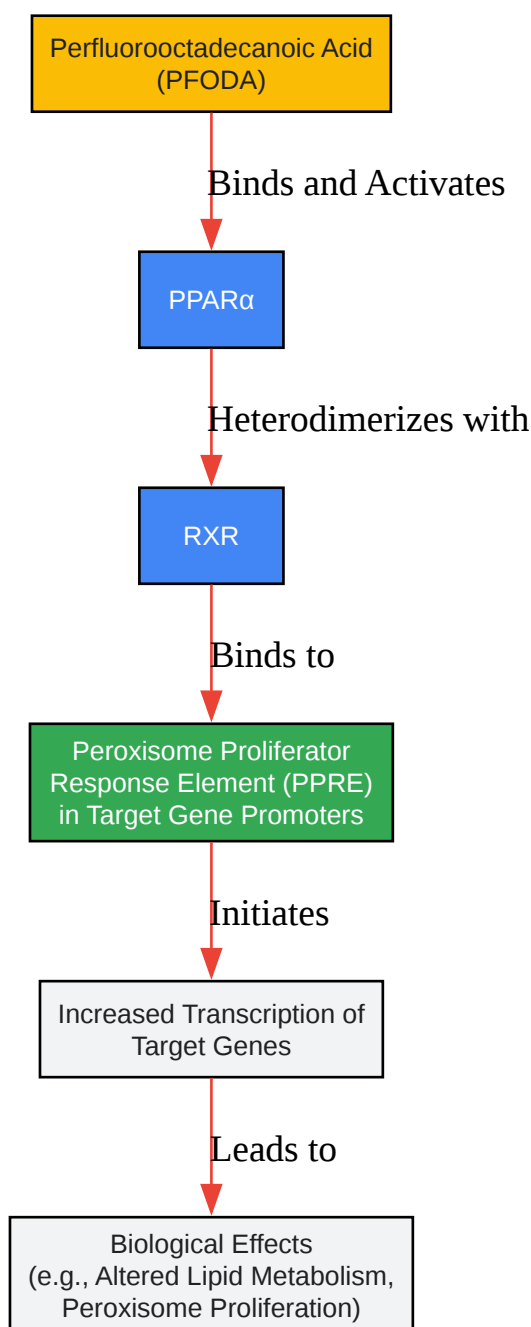 Perfluorooctadecanoic Acid
(PFODA)
Binds and Activates
PPARα
Heterodimerizes with
RXR
Binds to
Peroxisome Proliferator
Response Element (PPRE)
in Target Gene Promoters
Initiates
Increased Transcription of
Target Genes
Leads to
Biological Effects
(e.g., Altered Lipid Metabolism,
Peroxisome Proliferation)